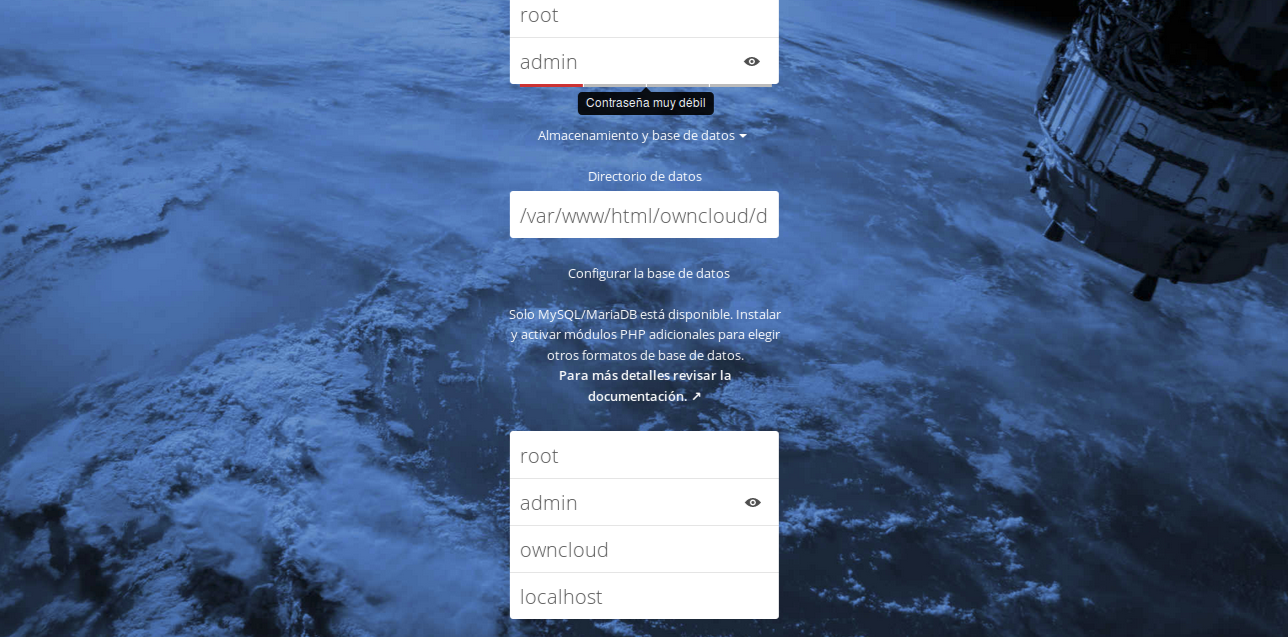 root
admin
Contraseña muy débil
Almacenamiento y base de datos
Directorio de datos
/var/www/html/owncloud/d
Configurar la base de datos
Solo MySQL/MariaDB está disponible. Instalar
y activar módulos PHP adicionales para elegir
otros formatos de base de datos.
Para más detalles revisar la
documentación. ↗
root
admin
owncloud
localhost